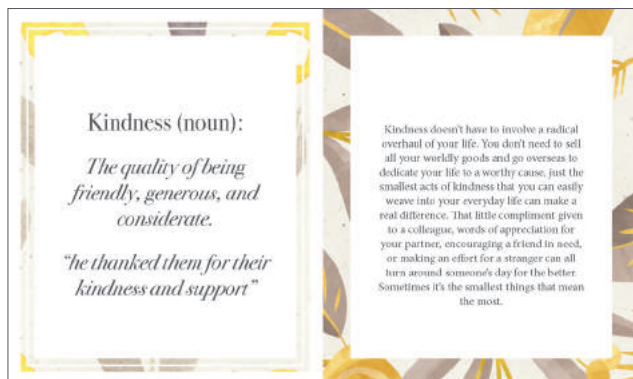 Kindness (noun):
The quality of being
friendly, generous, and
considerate.
"he thanked them for their
kindness and support"
Kindness doesn't have to involve a radical
overhaul of your life. You don't need to sell
all your worldly goods and go overseas to
dedicate your life to a worthy cause, just the
smallest acts of kindness that you can easily
weave into your everyday life can make a
real difference. That little compliment given
to a colleague, words of appreciation for
your partner, encouraging a friend in need,
or making an effort for a stranger can all
turn around someone's day for the better.
Sometimes it's the smallest things that mean
the most.